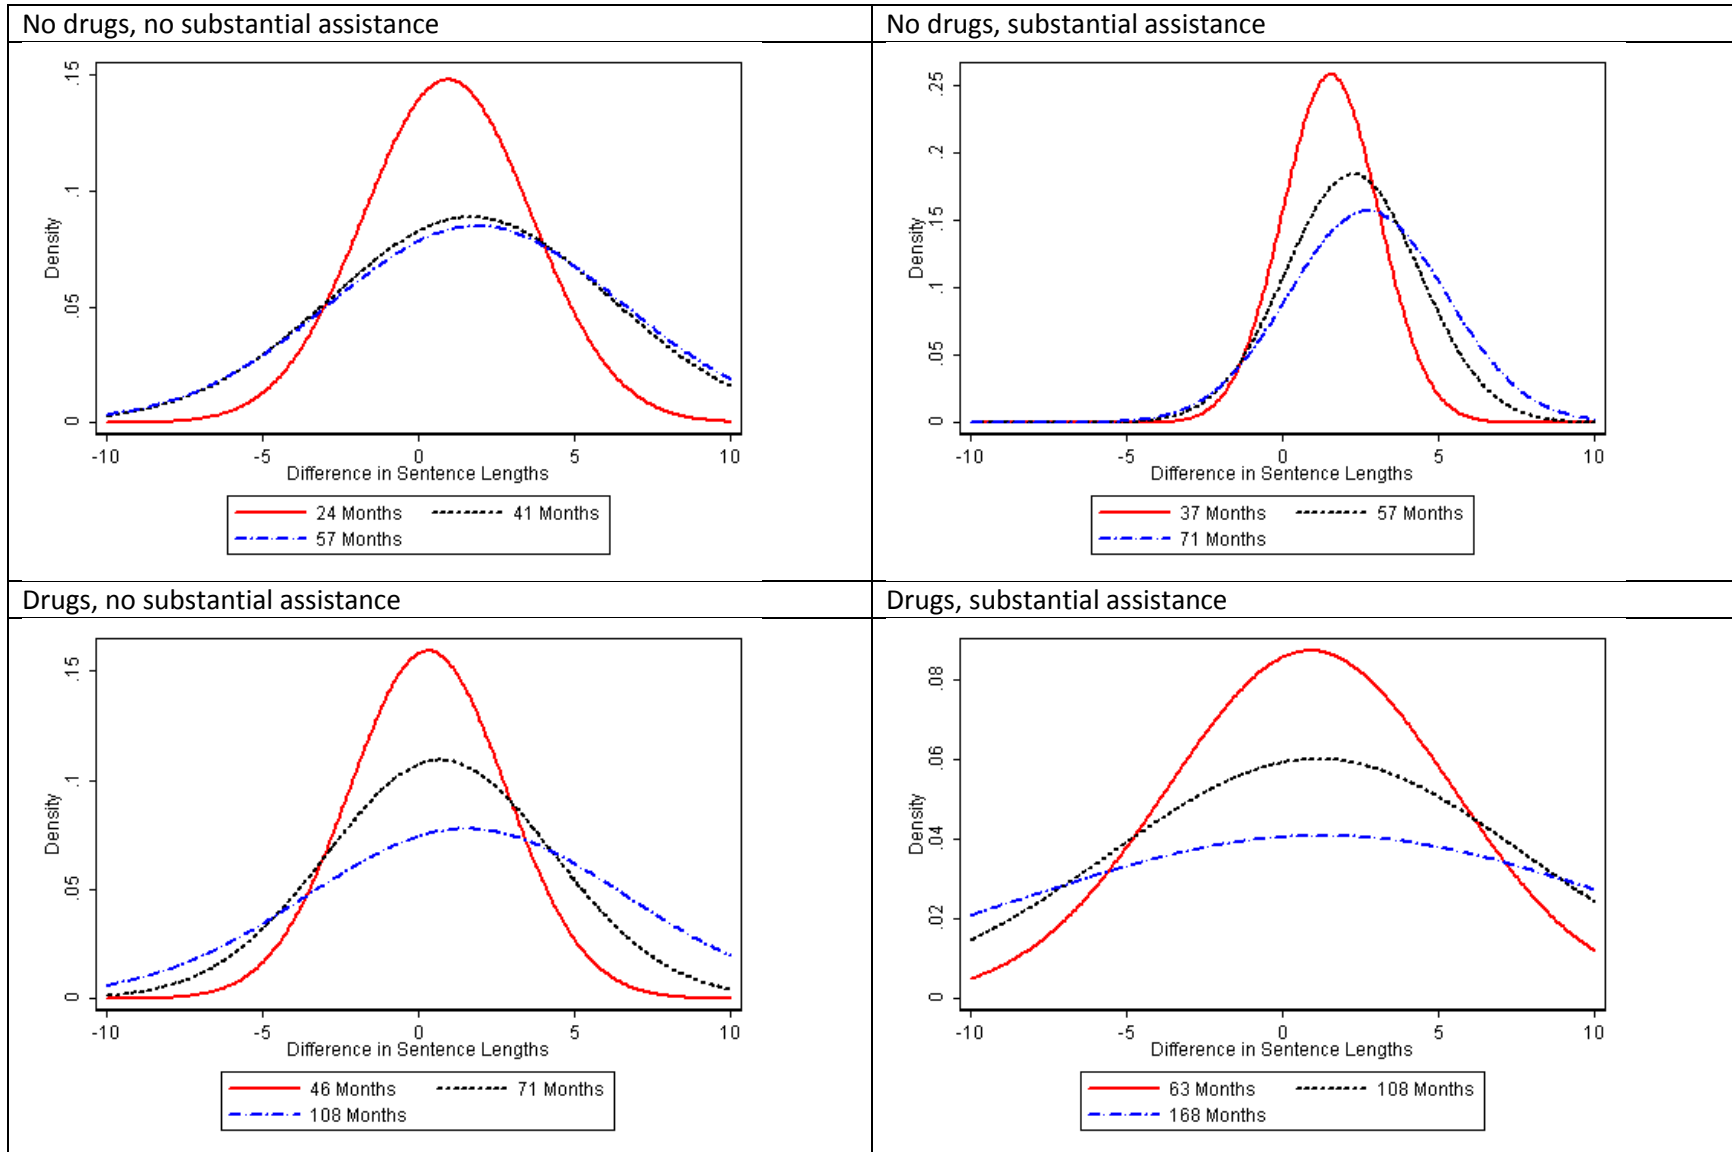 No drugs, no substantial assistance
No drugs, substantial assistance
.15
.1
.05
0
Density
-10 -5 0 5 10
Difference in Sentence Lengths
24 Months 41 Months
57 Months
.25
.2
.15
.1
.05
0
Density
-10 -5 0 5 10
Difference in Sentence Lengths
37 Months 57 Months
71 Months
Drugs, no substantial assistance
Drugs, substantial assistance
.15
.1
.05
0
Density
-10 -5 0 5 10
Difference in Sentence Lengths
46 Months 71 Months
108 Months
.08
.06
.04
.02
0
Density
-10 -5 0 5 10
Difference in Sentence Lengths
63 Months 108 Months
168 Months